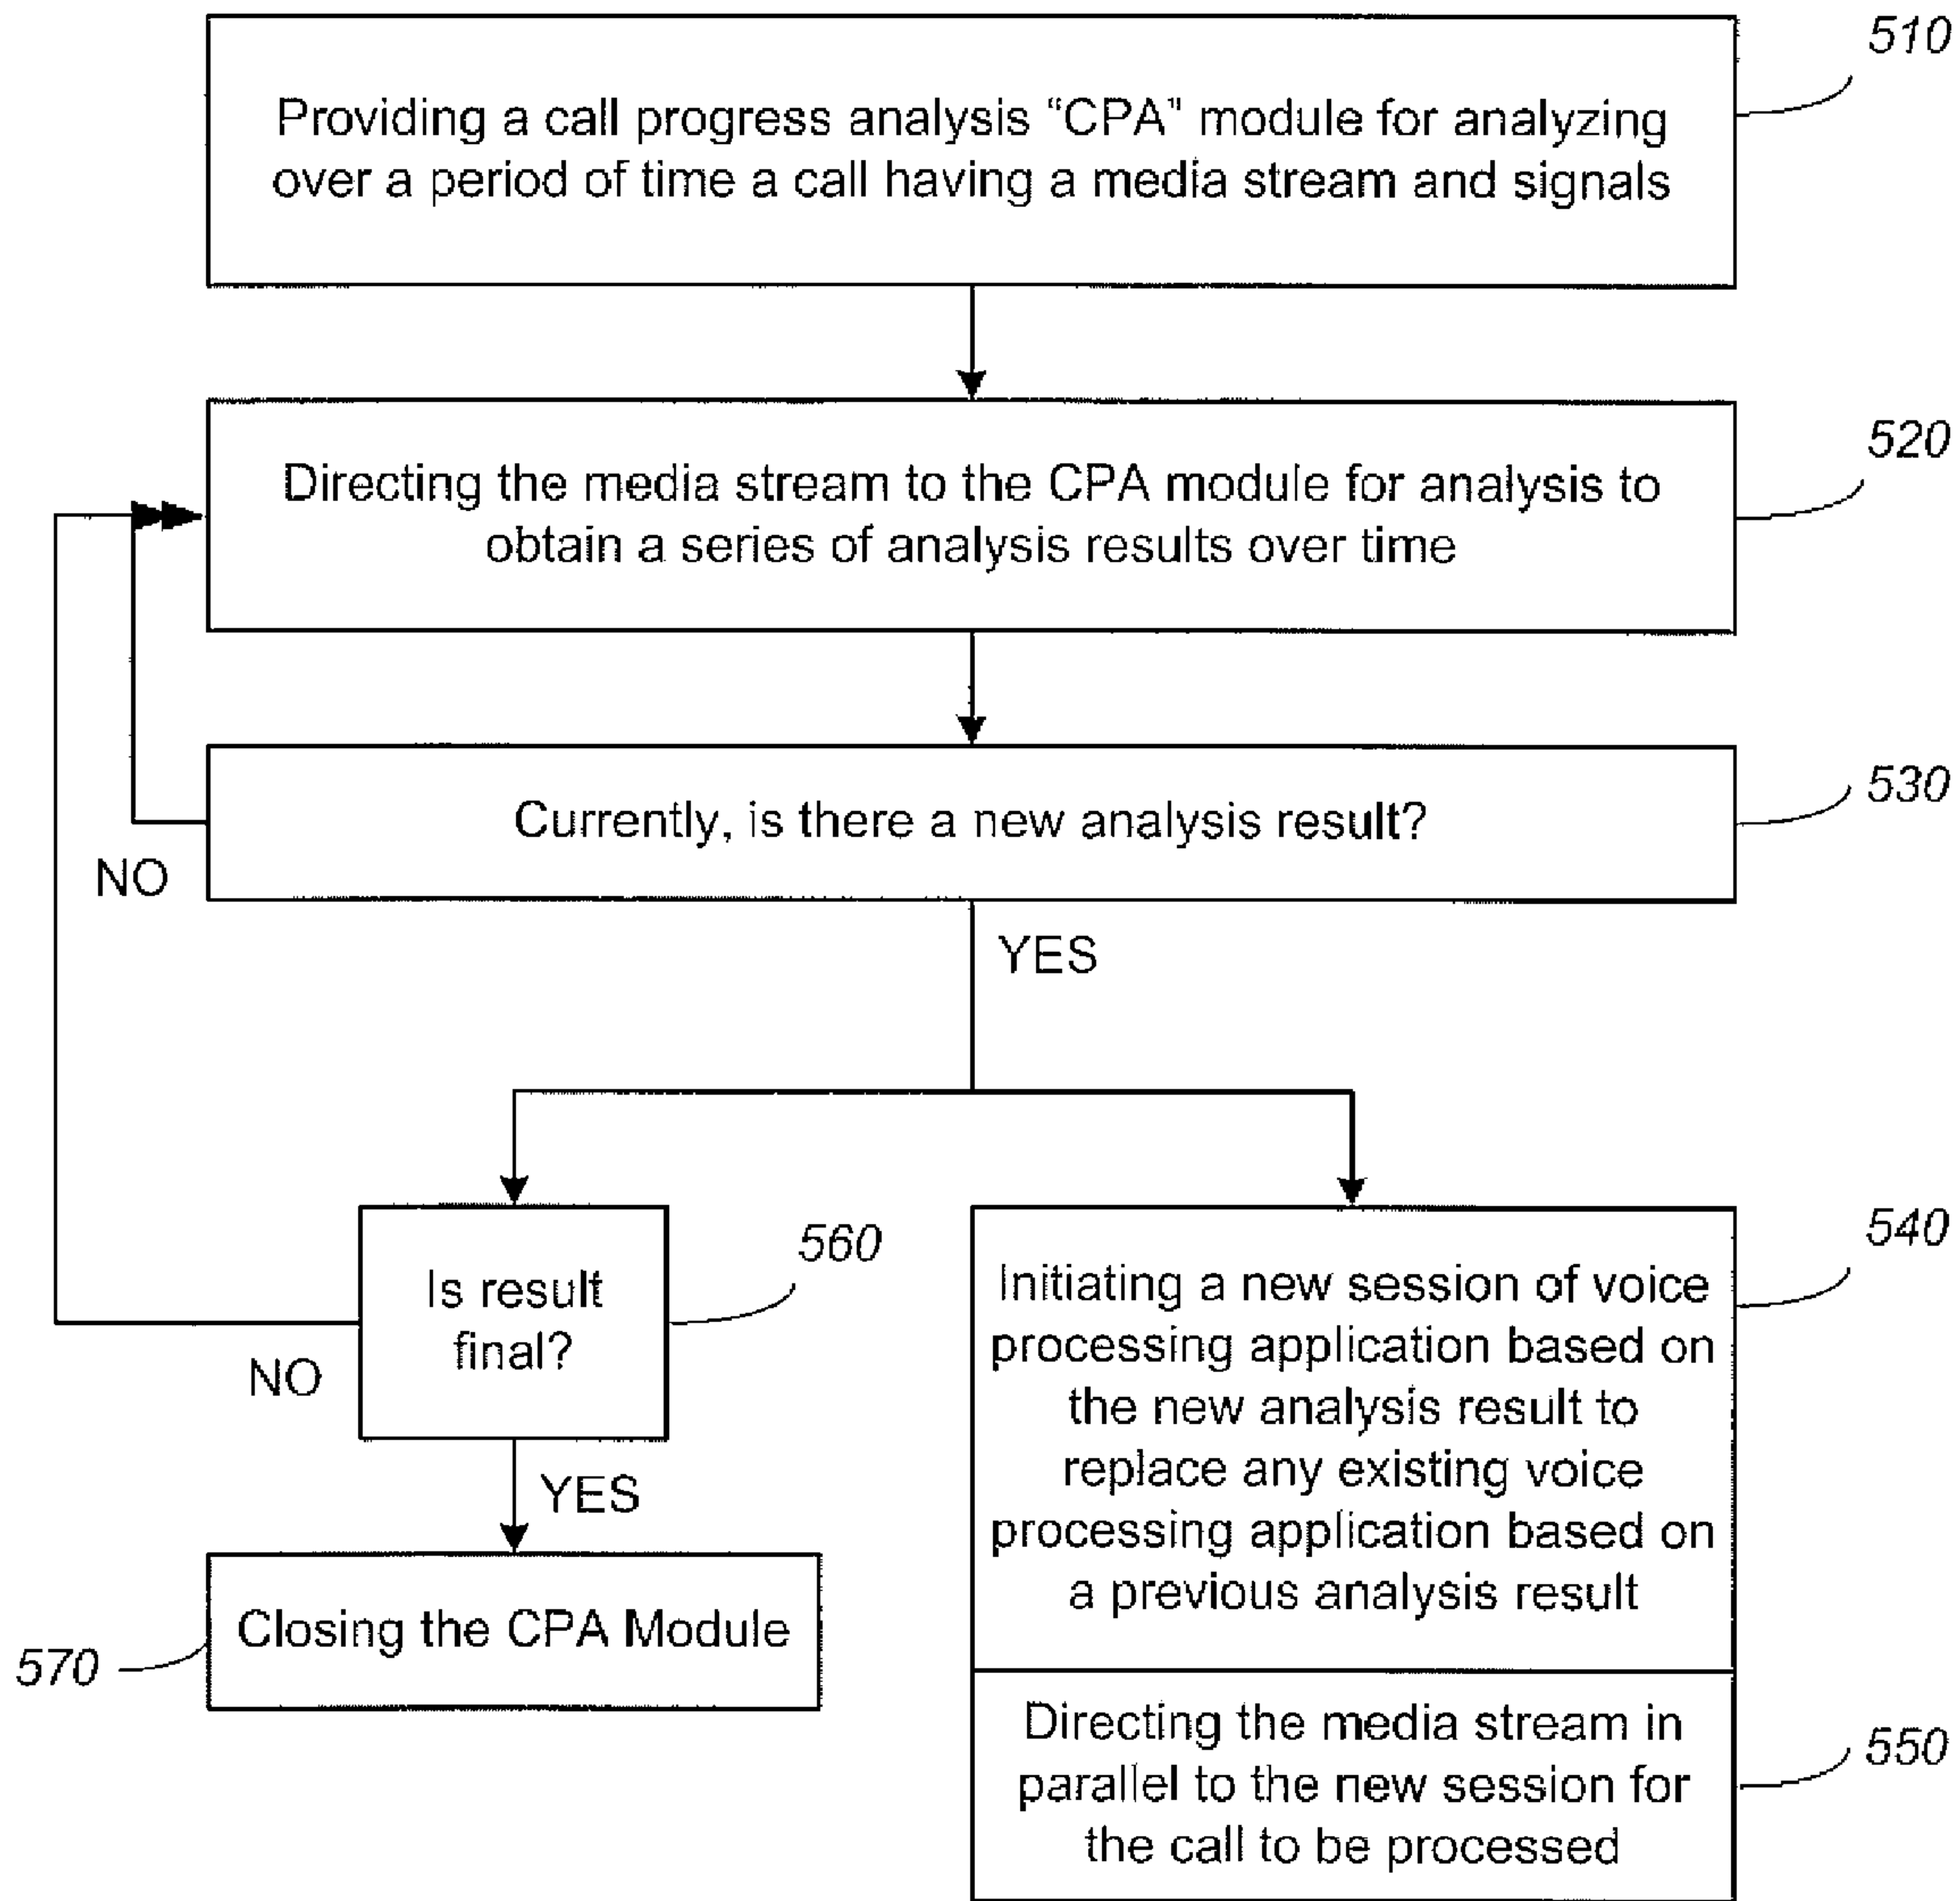 510
Providing a call progress analysis “CPA” module for analyzing
over a period of time a call having a media stream and signals
520
Directing the media stream to the CPA module for analysis to
obtain a series of analysis results over time
530
Currently, is there a new analysis result?
NO
YES
560
Is result
final?
NO
YES
570
Closing the CPA Module
540
Initiating a new session of voice
processing application based on
the new analysis result to
replace any existing voice
processing application based on
a previous analysis result
550
Directing the media stream in
parallel to the new session for
the call to be processed